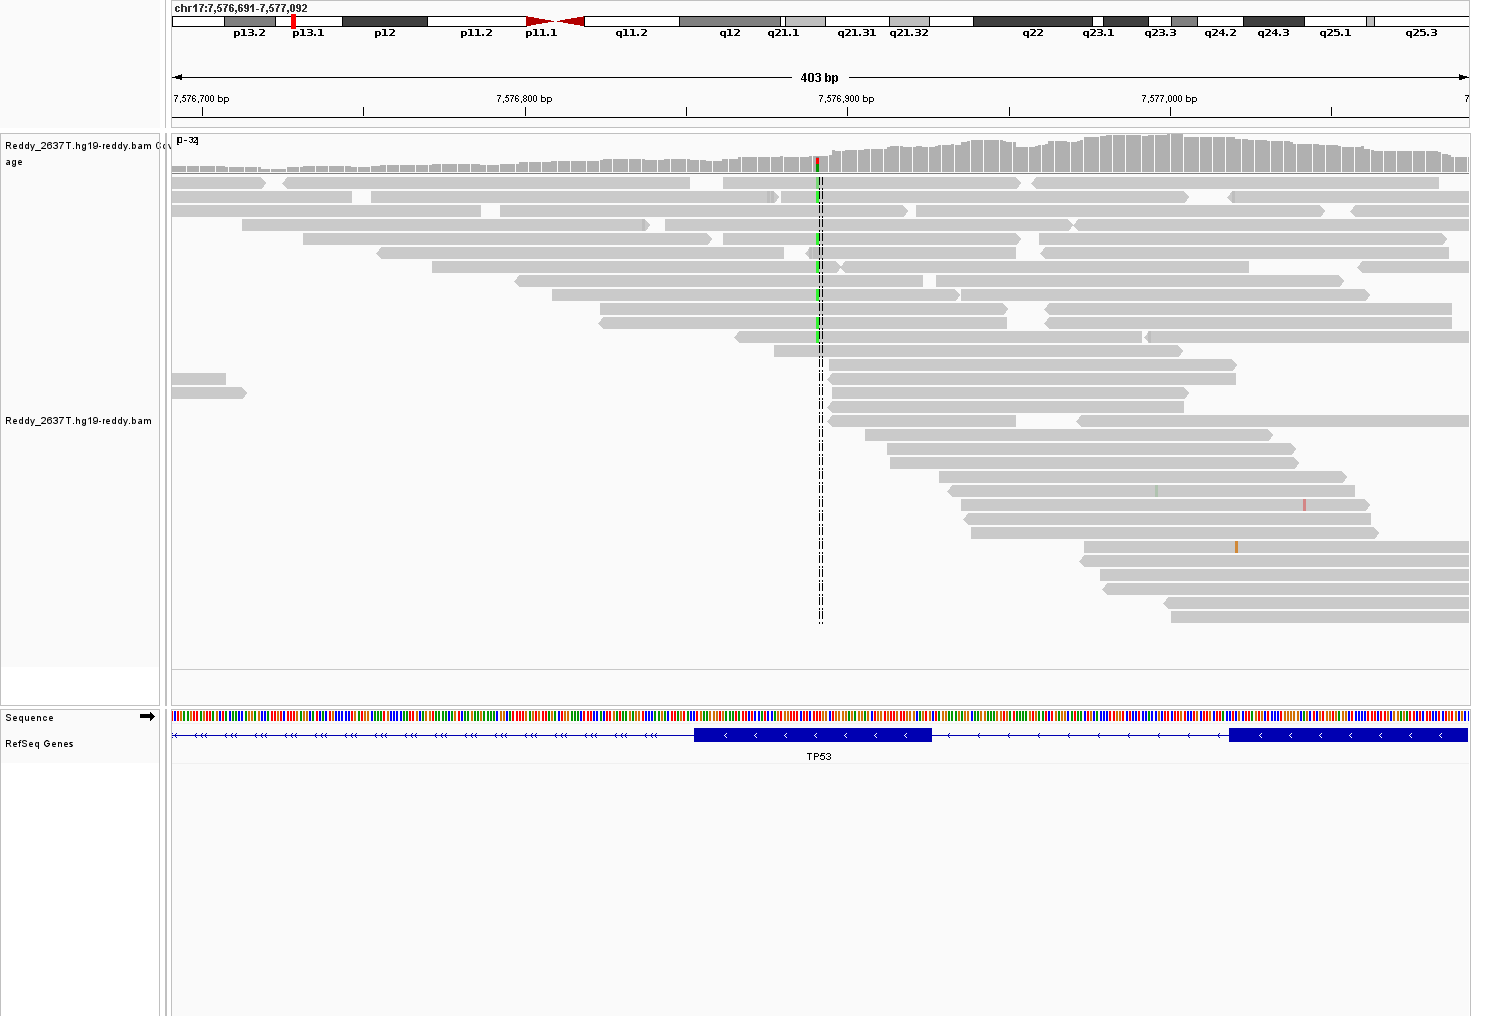 chr17:7,576,691-7,577,092
p13.2 p13.1 p12 p11.2 p11.1 q11.2 q12 q21.1 q21.31 q21.32 q22 q23.1 q23.3 q24.2 q24.3 q25.1 q25.3
403 bp
7,576,700 bp 7,576,800 bp 7,576,900 bp 7,577,000 bp 7
Reddy_2637T.hg19-reddy.bam Cov
age
[0-32]
Reddy_2637T.hg19-reddy.bam
Sequence
RefSeq Genes
TP53